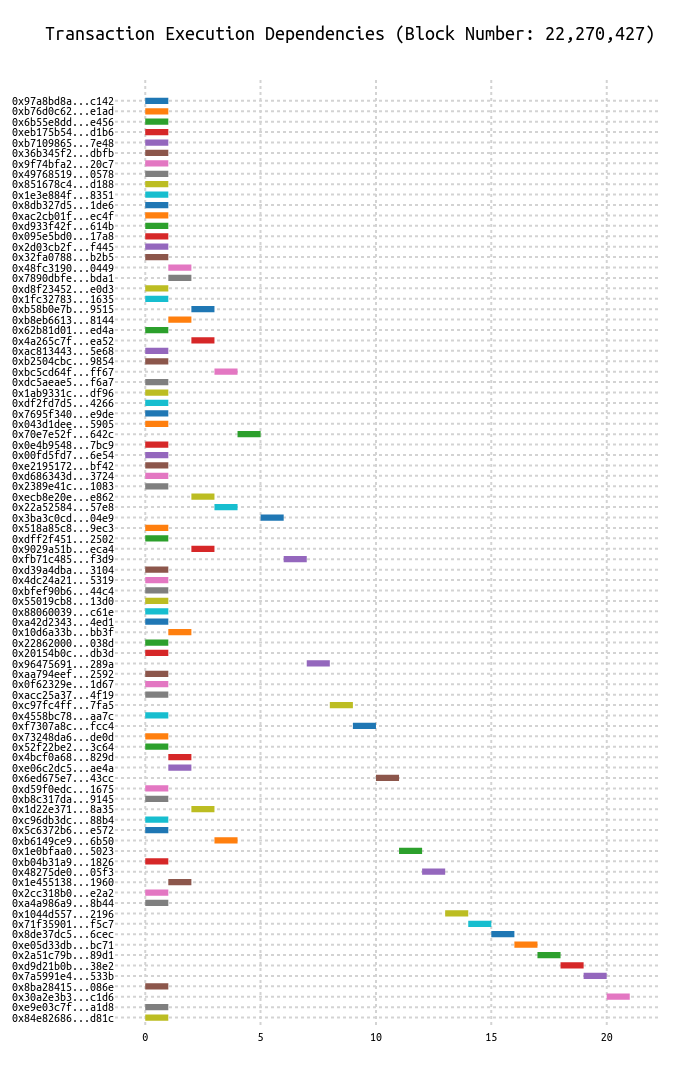 Transaction Execution Dependencies (Block Number: 22,270,427)
0x97a8bd8a...c142
0xb76d0c62...e1ad
0x6b55e8dd...e456
0xeb175b54...d1b6
0xb7109865...7e48
0x36b345f2...dbfb
0x9f74bfa2...20c7
0x49768519...0578
0x851678c4...d188
0x1e3e884f...8351
0x8db327d5...1de6
0xac2cb01f...ec4f
0xd933f42f...614b
0x095e5bd0...17a8
0x2d03cb2f...f445
0x32fa0788...b2b5
0x48fc3190...0449
0x7890dbfe...bda1
0xd8f23452...e0d3
0x1fc32783...1635
0xb58b0e7b...9515
0xb8eb6613...8144
0x62b81d01...ed4a
0x4a265c7f...ea52
0xac813443...5e68
0xb2504cbc...9854
0xbc5cd64f...ff67
0xdc5aeae5...f6a7
0x1ab9331c...df96
0xdf2fd7d5...4266
0x7695f340...e9de
0x043d1dee...5905
0x70e7e52f...642c
0x0e4b9548...7bc9
0x00fd5fd7...6e54
0xe2195172...bf42
0xd686343d...3724
0x2389e41c...1083
0xecb8e20e...e862
0x22a52584...57e8
0x3ba3c0cd...04e9
0x518a85c8...9ec3
0xdff2f451...2502
0x9029a51b...eca4
0xfb71c485...f3d9
0xd39a4dba...3104
0x4dc24a21...5319
0xbfef90b6...44c4
0x55019cb8...13d0
0x88060039...c61e
0xa42d2343...4ed1
0x10d6a33b...bb3f
0x22862000...038d
0x20154b0c...db3d
0x96475691...289a
0xaa794eef...2592
0x0f62329e...1d67
0xacc25a37...4f19
0xc97fc4ff...7fa5
0x4558bc78...aa7c
0xf7307a8c...fcc4
0x73248da6...de0d
0x52f22be2...3c64
0x4bcf0a68...829d
0xe06c2dc5...ae4a
0x6ed675e7...43cc
0xd59f0edc...1675
0xb8c317da...9145
0x1d22e371...8a35
0xc96db3dc...88b4
0x5c6372b6...e572
0xb6149ce9...6b50
0x1e0bfaa0...5023
0xb04b31a9...1826
0x48275de0...05f3
0x1e455138...1960
0x2cc318b0...e2a2
0xa4a986a9...8b44
0x1044d557...2196
0x71f35901...f5c7
0x8de37dc5...6cec
0xe05d33db...bc71
0x2a51c79b...89d1
0xd9d21b0b...38e2
0x7a5991e4...533b
0x8ba28415...086e
0x30a2e3b3...c1d6
0xe9e03c7f...a1d8
0x84e82686...d81c
0 5 10 15 20